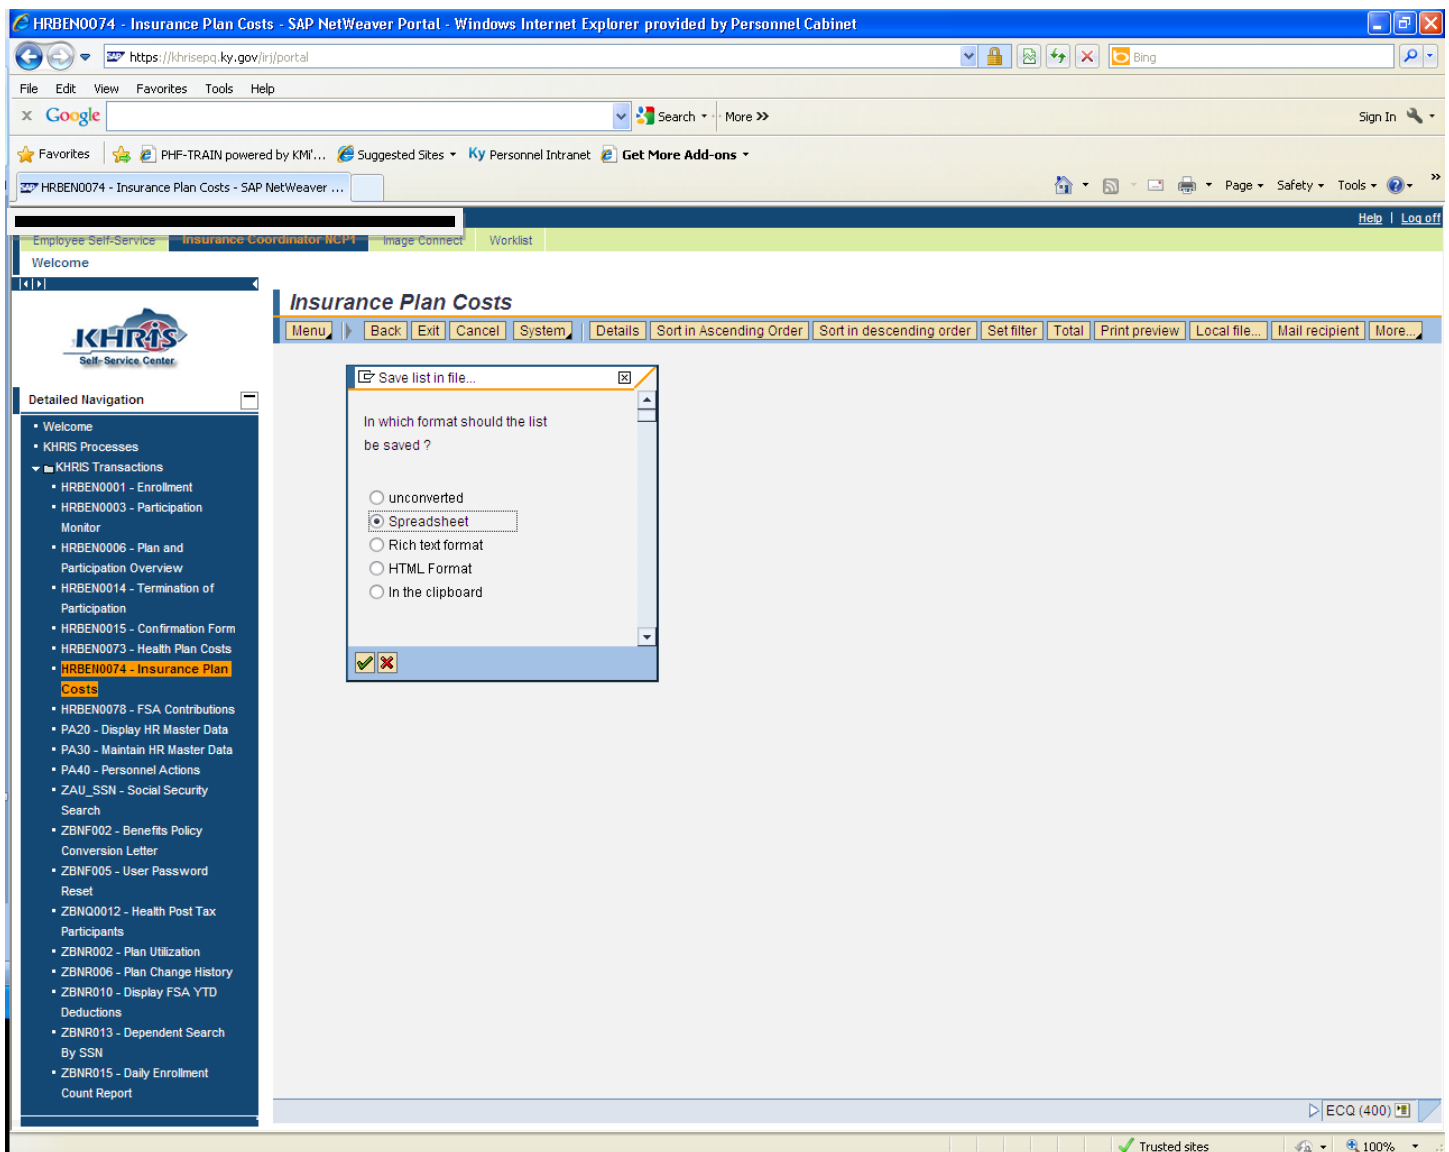 HRBEN0074 - Insurance Plan Costs - SAP NetWeaver Portal - Windows Internet Explorer provided by Personnel Cabinet
https://khrisepq.ky.gov/irj/portal
Bing
File Edit View Favorites Tools Help
x Google Search More >> Sign In
Favorites PHF-TRAIN powered by KMi'... Suggested Sites Ky Personnel Intranet Get More Add-ons
HRBEN0074 - Insurance Plan Costs - SAP NetWeaver ...
Page Safety Tools >>
Help | Log off
Employee Self-Service Insurance Coordinator NCP1 Image Connect Worklist
Welcome
KHRIS
Self-Service Center
Detailed Navigation
Welcome
KHRIS Processes
KHRIS Transactions
HRBEN0001 - Enrollment
HRBEN0003 - Participation
Monitor
HRBEN0006 - Plan and
Participation Overview
HRBEN0014 - Termination of
Participation
HRBEN0015 - Confirmation Form
HRBEN0073 - Health Plan Costs
HRBEN0074 - Insurance Plan
Costs
HRBEN0078 - FSA Contributions
PA20 - Display HR Master Data
PA30 - Maintain HR Master Data
PA40 - Personnel Actions
ZAU_SSN - Social Security
Search
ZBNF002 - Benefits Policy
Conversion Letter
ZBNF005 - User Password
Reset
ZBNQ0012 - Health Post Tax
Participants
ZBNR002 - Plan Utilization
ZBNR006 - Plan Change History
ZBNR010 - Display FSA YTD
Deductions
ZBNR013 - Dependent Search
By SSN
ZBNR015 - Daily Enrollment
Count Report
Insurance Plan Costs
Menu Back Exit Cancel System Details Sort in Ascending Order Sort in descending order Set filter Total Print preview Local file... Mail recipient More...
Save list in file...
In which format should the list
be saved ?
unconverted
Spreadsheet
Rich text format
HTML Format
In the clipboard
ECQ (400)
Trusted sites 100%